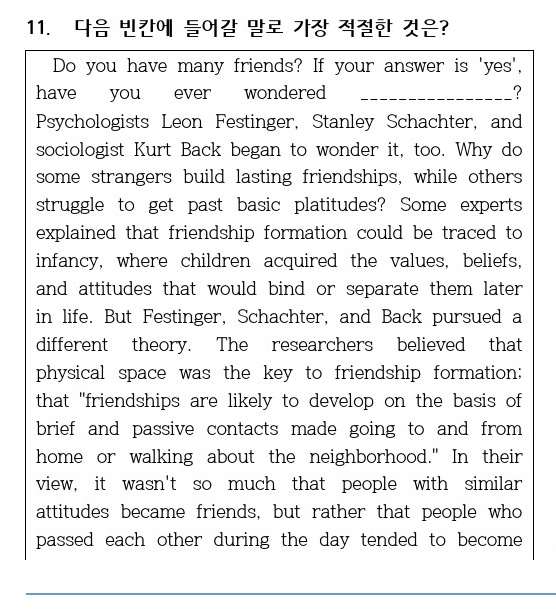 11. 다음 빈칸에 들어갈 말로 가장 적절한 것은?
Do you have many friends? If your answer is 'yes',
have you ever wondered ________________?
Psychologists Leon Festinger, Stanley Schachter, and
sociologist Kurt Back began to wonder it, too. Why do
some strangers build lasting friendships, while others
struggle to get past basic platitudes? Some experts
explained that friendship formation could be traced to
infancy, where children acquired the values, beliefs,
and attitudes that would bind or separate them later
in life. But Festinger, Schachter, and Back pursued a
different theory. The researchers believed that
physical space was the key to friendship formation;
that "friendships are likely to develop on the basis of
brief and passive contacts made going to and from
home or walking about the neighborhood." In their
view, it wasn't so much that people with similar
attitudes became friends, but rather that people who
passed each other during the day tended to become